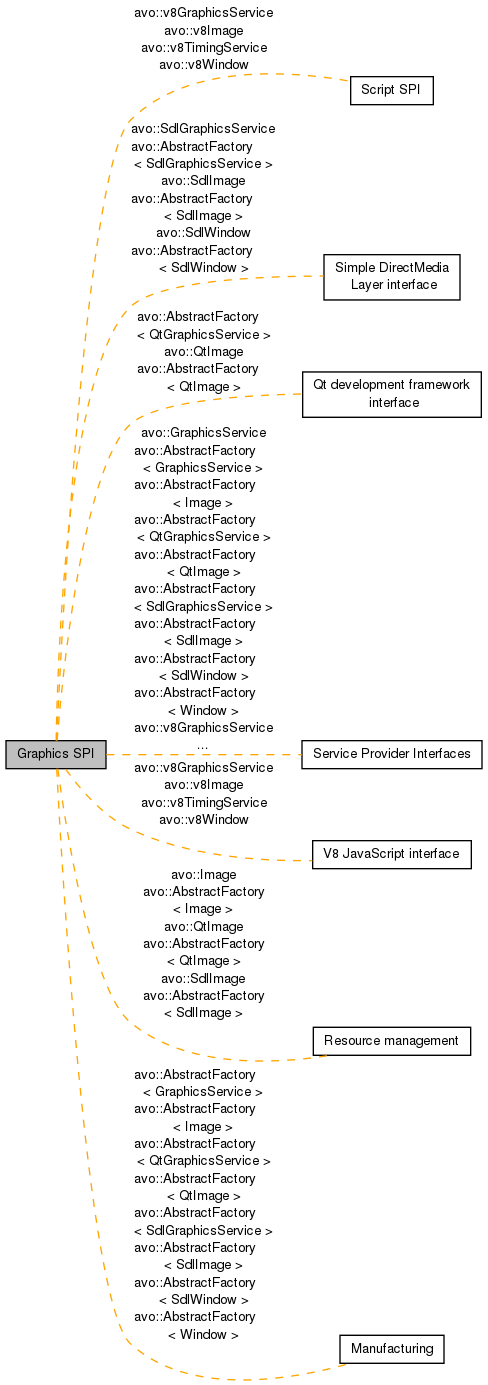 avo::v8GraphicsService
avo::v8Image
avo::v8TimingService
avo::v8Window
Script SPI
avo::SdlGraphicsService
avo::AbstractFactory
< SdlGraphicsService >
avo::SdlImage
avo::AbstractFactory
< SdlImage >
avo::SdlWindow
avo::AbstractFactory
< SdlWindow >
Simple DirectMedia
Layer interface
avo::AbstractFactory
< QtGraphicsService >
avo::QtImage
avo::AbstractFactory
< QtImage >
Qt development framework
interface
avo::GraphicsService
avo::AbstractFactory
< GraphicsService >
avo::AbstractFactory
< Image >
avo::AbstractFactory
< QtGraphicsService >
avo::AbstractFactory
< QtImage >
avo::AbstractFactory
< SdlGraphicsService >
avo::AbstractFactory
< SdlImage >
avo::AbstractFactory
< SdlWindow >
avo::AbstractFactory
< Window >
avo::v8GraphicsService
...
Graphics SPI
Service Provider Interfaces
avo::v8GraphicsService
avo::v8Image
avo::v8TimingService
avo::v8Window
V8 JavaScript interface
avo::Image
avo::AbstractFactory
< Image >
avo::QtImage
avo::AbstractFactory
< QtImage >
avo::SdlImage
avo::AbstractFactory
< SdlImage >
Resource management
avo::AbstractFactory
< GraphicsService >
avo::AbstractFactory
< Image >
avo::AbstractFactory
< QtGraphicsService >
avo::AbstractFactory
< QtImage >
avo::AbstractFactory
< SdlGraphicsService >
avo::AbstractFactory
< SdlImage >
avo::AbstractFactory
< SdlWindow >
avo::AbstractFactory
< Window >
Manufacturing